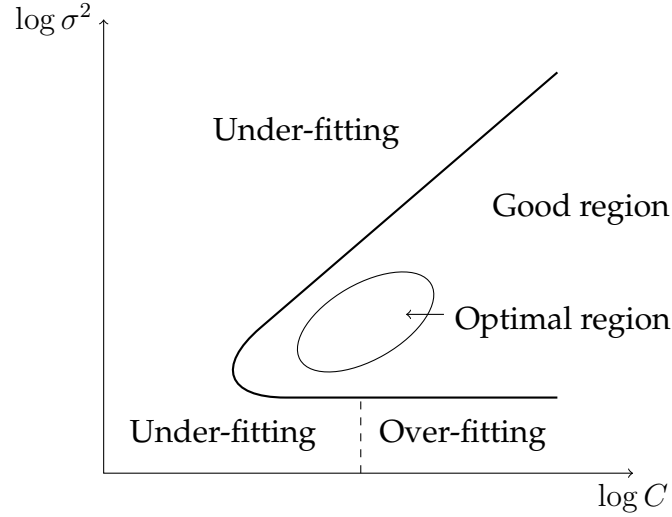 log σ²
Under-fitting
Good region
Optimal region
Under-fitting
Over-fitting
log C